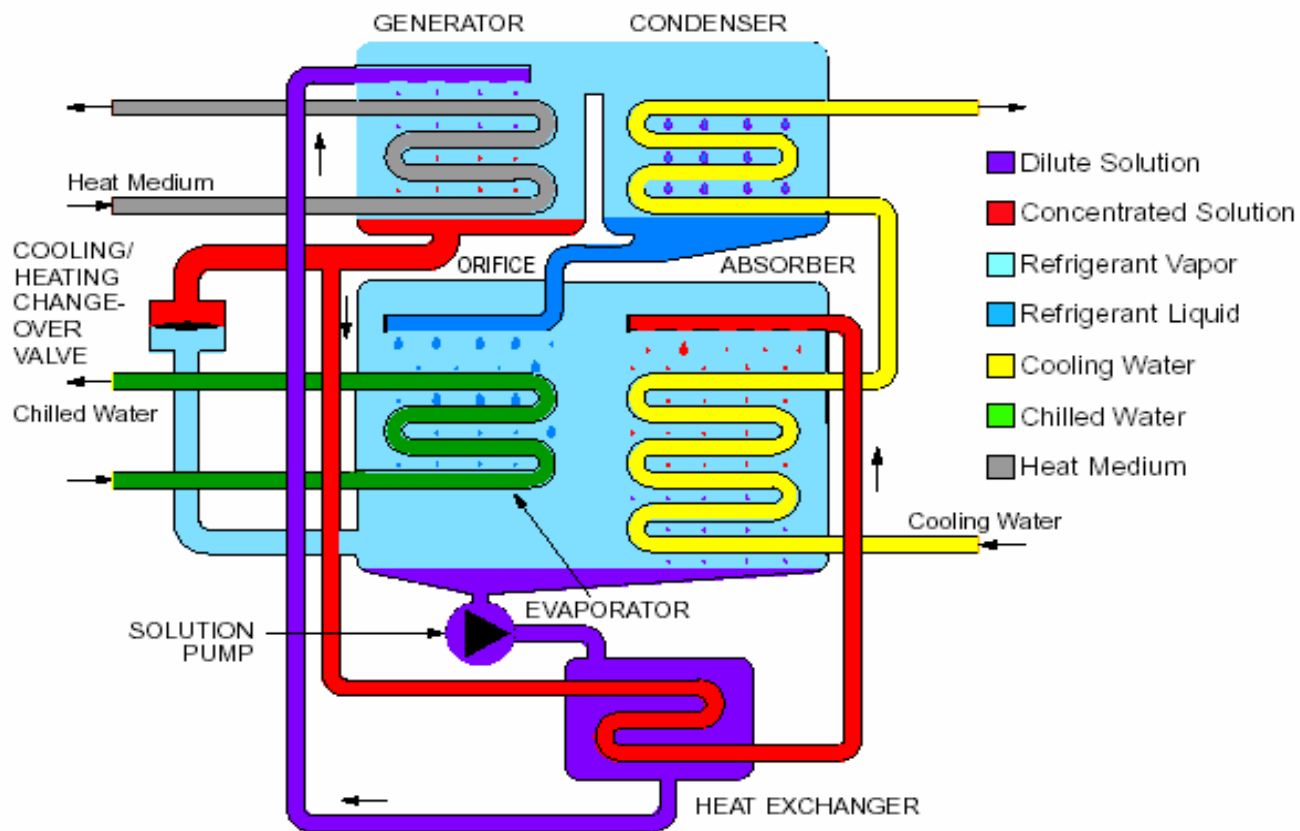 GENERATOR
CONDENSER
Heat Medium
COOLING/
HEATING
CHANGE-
OVER
VALVE
ORIFICE
ABSORBER
Chilled Water
Cooling Water
EVAPORATOR
SOLUTION
PUMP
HEAT EXCHANGER
Dilute Solution
Concentrated Solution
Refrigerant Vapor
Refrigerant Liquid
Cooling Water
Chilled Water
Heat Medium